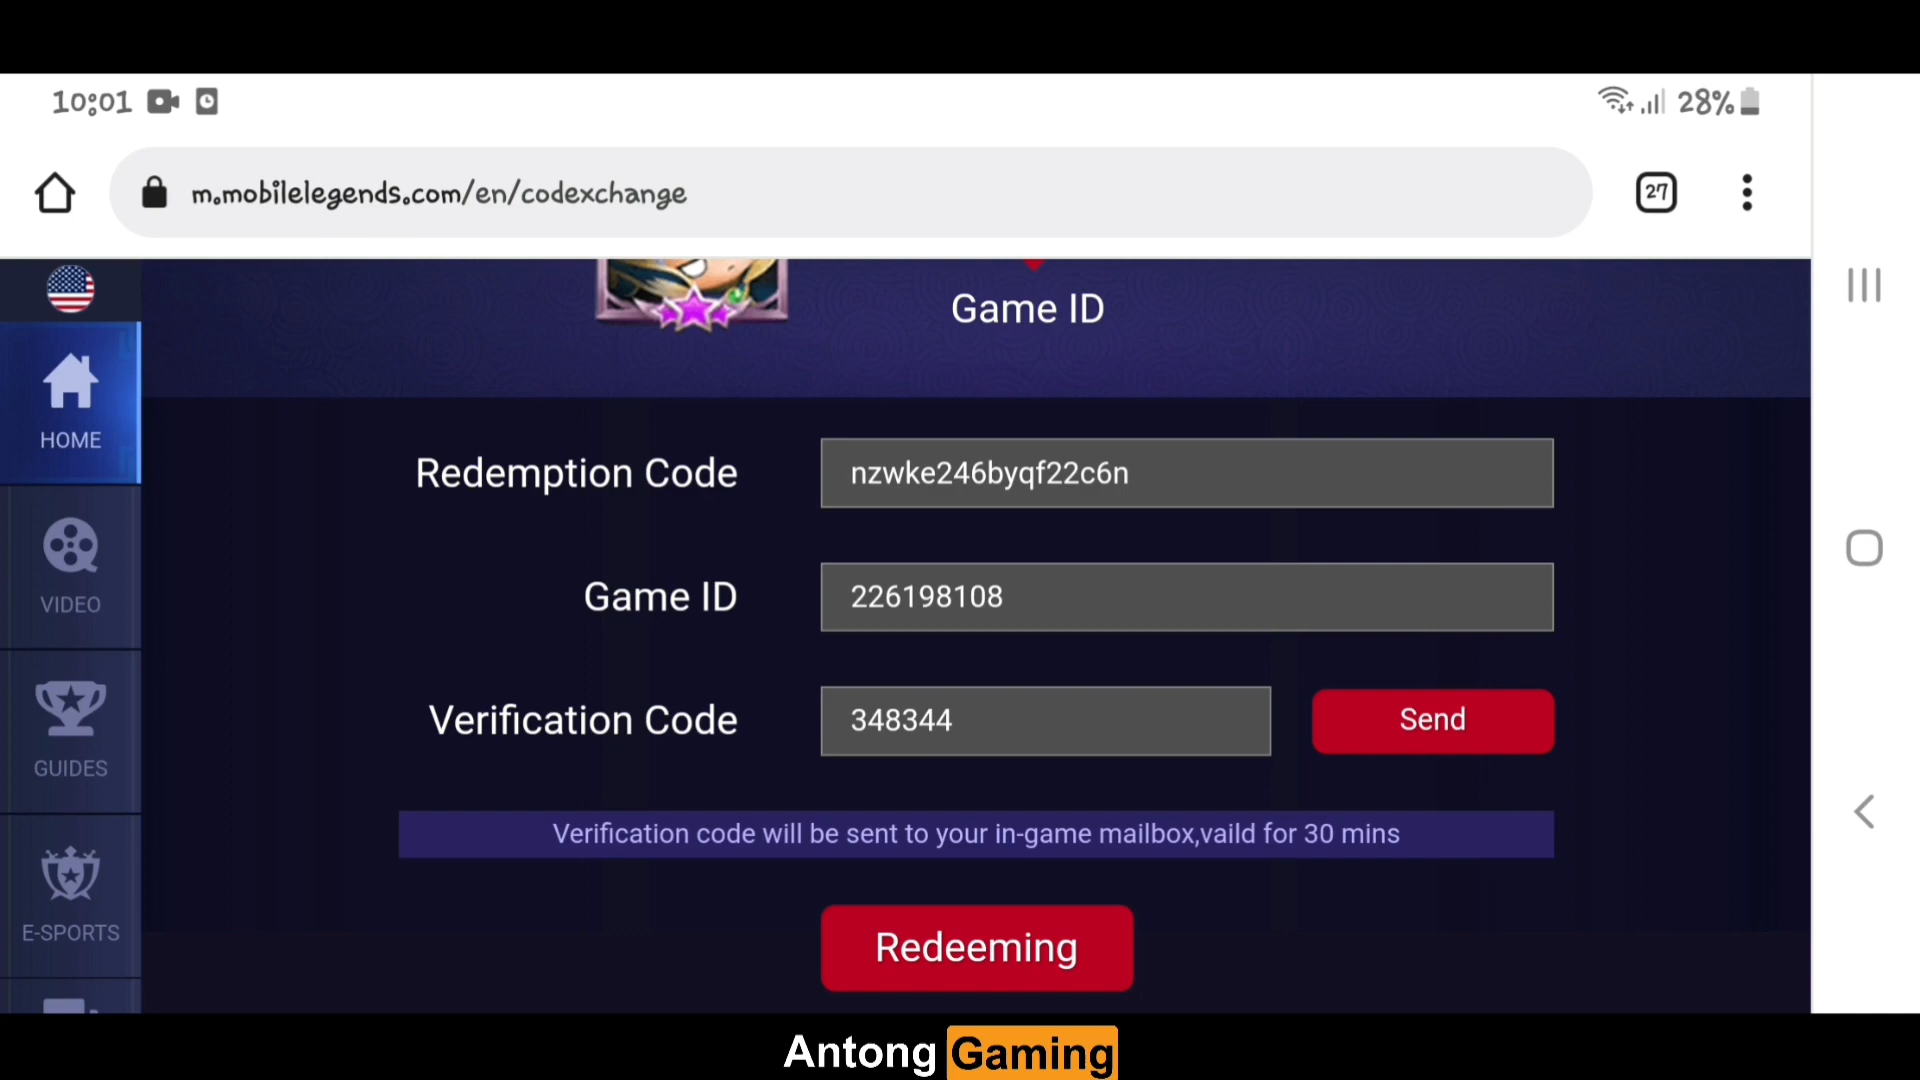 10:01
28%
m.mobilelegends.com/en/codexchange
27
Game ID
HOME
Redemption Code
nzwke246byqf22c6n
VIDEO
Game ID
226198108
Verification Code
348344
Send
GUIDES
Verification code will be sent to your in-game mailbox,vaild for 30 mins
E-SPORTS
Redeeming
Antong Gaming